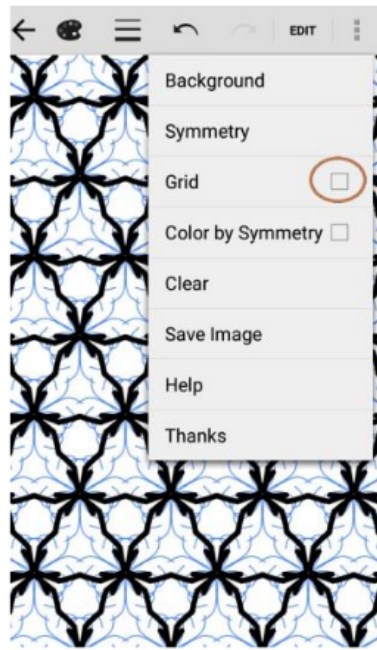 EDIT
Background
Symmetry
Grid
Color by Symmetry
Clear
Save Image
Help
Thanks